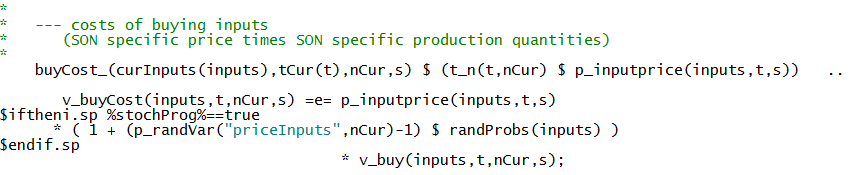 *
*   --- costs of buying inputs
*       (SON specific price times SON specific production quantities)
*
    buyCost_(curInputs(inputs),tCur(t),nCur,s) $ (t_n(t,nCur) $ p_inputprice(inputs,t,s))   ..
       v_buyCost(inputs,t,nCur,s) =e= p_inputprice(inputs,t,s)
$iftheni.sp %stochProg%==true
      * ( 1 + (p_randVar("priceInputs",nCur)-1) $ randProbs(inputs) )
$endif.sp
                                          * v_buy(inputs,t,nCur,s);